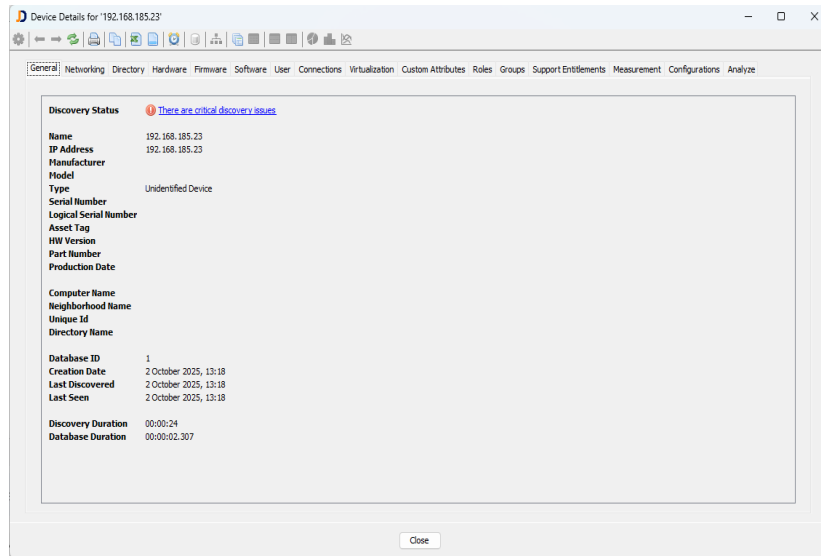 Device Details for '192.168.185.23'
General Networking Directory Hardware Firmware Software User Connections Virtualization Custom Attributes Roles Groups Support Entitlements Measurement Configurations Analyze
Discovery Status There are critical discovery issues
Name 192.168.185.23
IP Address 192.168.185.23
Manufacturer
Model
Type Unidentified Device
Serial Number
Logical Serial Number
Asset Tag
HW Version
Part Number
Production Date
Computer Name
Neighborhood Name
Unique Id
Directory Name
Database ID 1
Creation Date 2 October 2025, 13:18
Last Discovered 2 October 2025, 13:18
Last Seen 2 October 2025, 13:18
Discovery Duration 00:00:24
Database Duration 00:00:02.307
Close